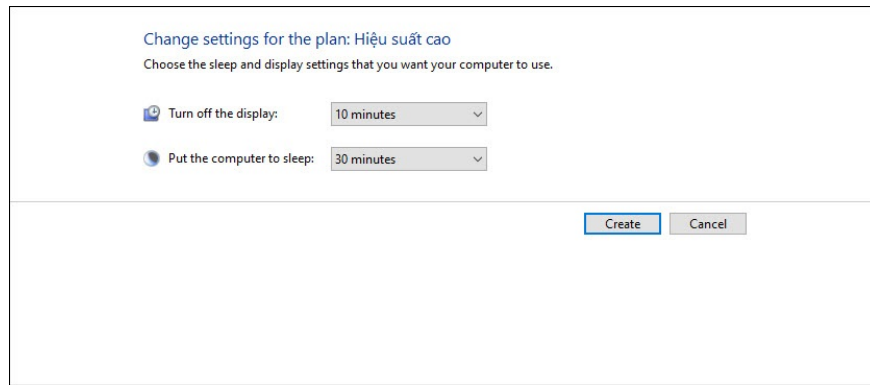 Change settings for the plan: Hiệu suất cao
Choose the sleep and display settings that you want your computer to use.
Turn off the display: 10 minutes
Put the computer to sleep: 30 minutes
Create Cancel